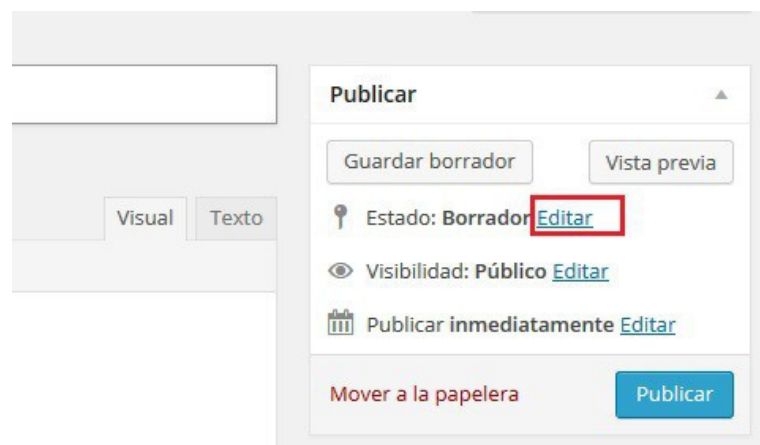 Publicar
Guardar borrador
Vista previa
Visual
Texto
Estado: Borrador Editar
Visibilidad: Público Editar
Publicar inmediatamente Editar
Mover a la papelera
Publicar